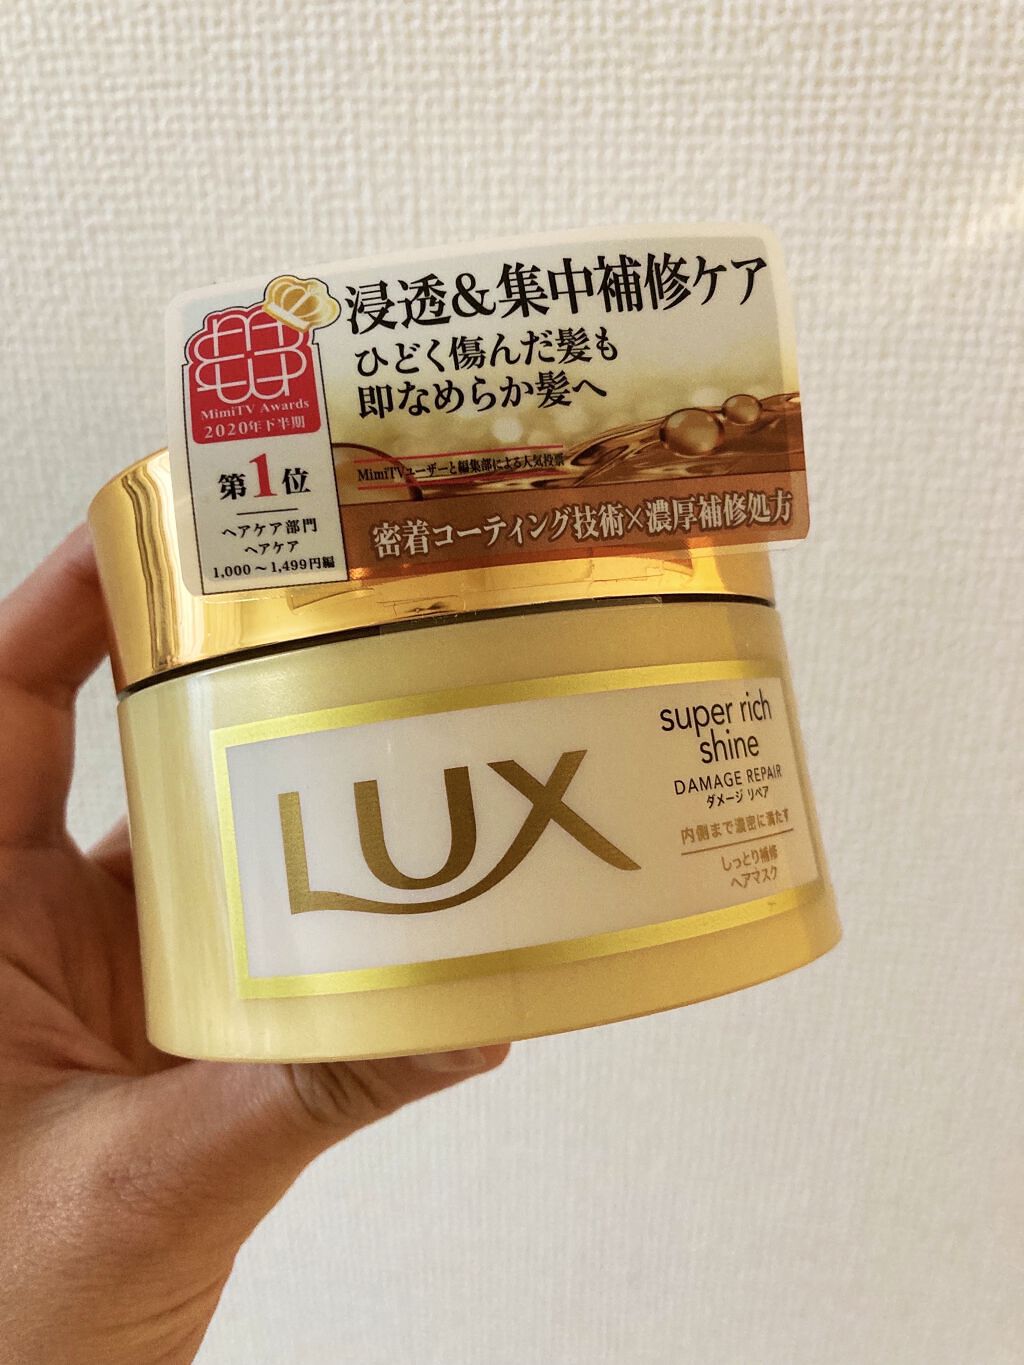 浸透&集中補修ケア
ひどく傷んだ髪も
即なめらか髪へ
MimiTVユーザーと編集部による人気投票
密着コーティング技術×濃厚補修処方
MimiTV Awards
2020年下半期
第1位
ヘアケア部門
ヘアケア
1,000～1,499円編
LUX
super rich
shine
DAMAGE REPAIR
ダメージ リペア
内側まで濃密に満たす
しっとり補修
ヘアマスク